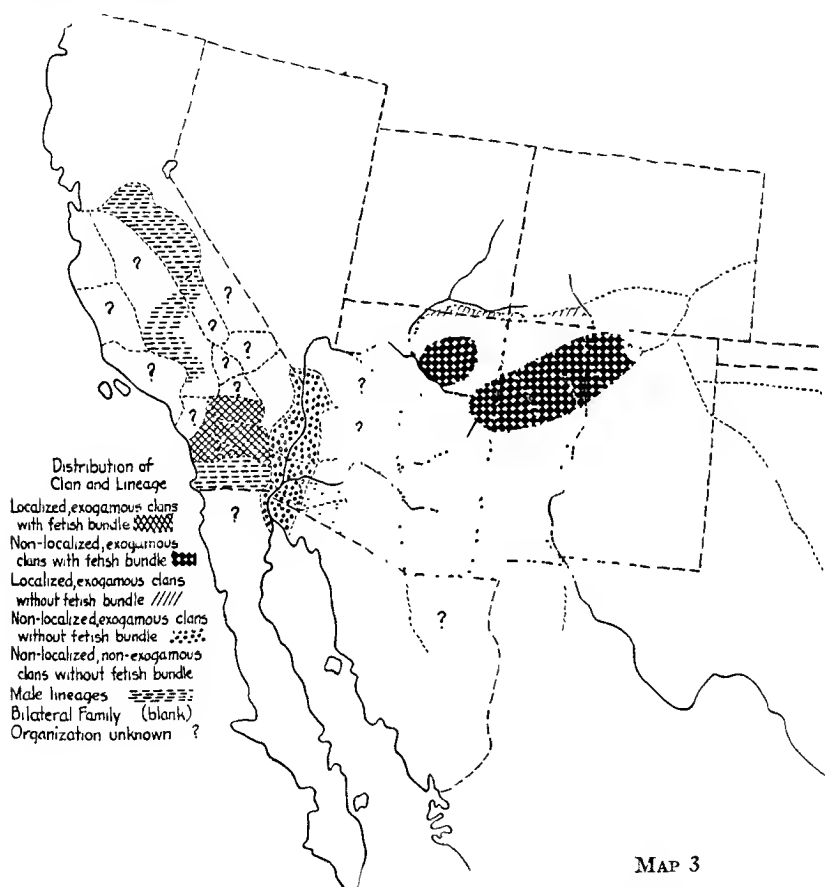 ?
?
?
?
?
?
?
?
?
?
?
?
?
Distribution of
Clan and Lineage
Localized, exogamous clans
with fetish bundle
Non-localized, exogamous
clans with fetish bundle
Localized, exogamous clans
without fetish bundle
Non-localized, exogamous clans
without fetish bundle
Non-localized, non-exogamous
clans without fetish bundle
Male lineages
Bilateral Family (blank)
Organization unknown ?
MAP 3